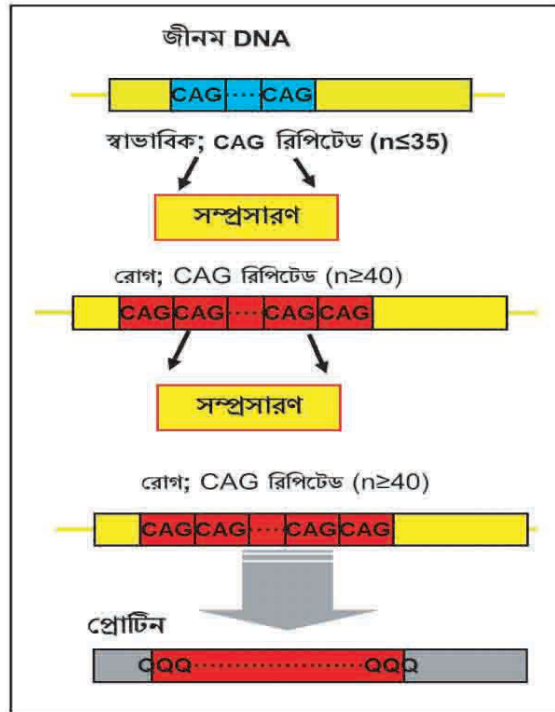 জীনম DNA
CAG ····· CAG
স্বাভাবিক; CAG রিপিটেড (n≤35)
সম্প্রসারণ
রোগ; CAG রিপিটেড (n≥40)
CAG CAG ····· CAG CAG
সম্প্রসারণ
রোগ; CAG রিপিটেড (n≥40)
CAG CAG ····· CAG CAG
প্রোটিন
QQQ ···················· QQQ